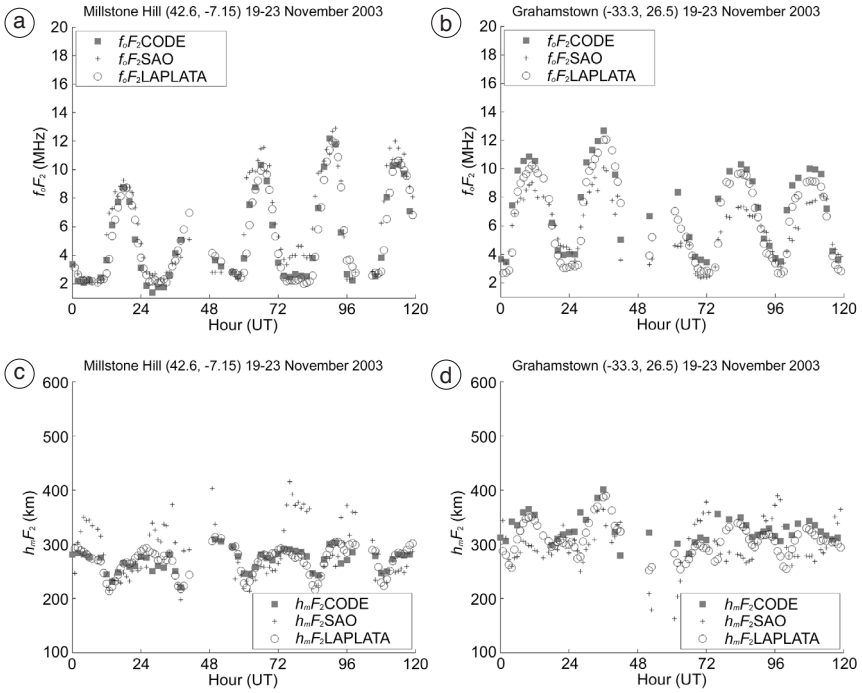 a
Millstone Hill (42.6, -7.15) 19-23 November 2003
20
18
16
14
12
10
8
6
4
2
foF2 (MHz)
foF2CODE
foF2SAO
foF2LAPLATA
0 24 48 72 96 120
Hour (UT)
b
Grahamstown (-33.3, 26.5) 19-23 November 2003
20
18
16
14
12
10
8
6
4
2
foF2 (MHz)
foF2CODE
foF2SAO
foF2LAPLATA
0 24 48 72 96 120
Hour (UT)
c
Millstone Hill (42.6, -7.15) 19-23 November 2003
600
500
400
300
200
100
hmF2 (km)
hmF2CODE
hmF2SAO
hmF2LAPLATA
0 24 48 72 96 120
Hour (UT)
d
Grahamstown (-33.3, 26.5) 19-23 November 2003
600
500
400
300
200
100
hmF2 (km)
hmF2CODE
hmF2SAO
hmF2LAPLATA
0 24 48 72 96 120
Hour (UT)